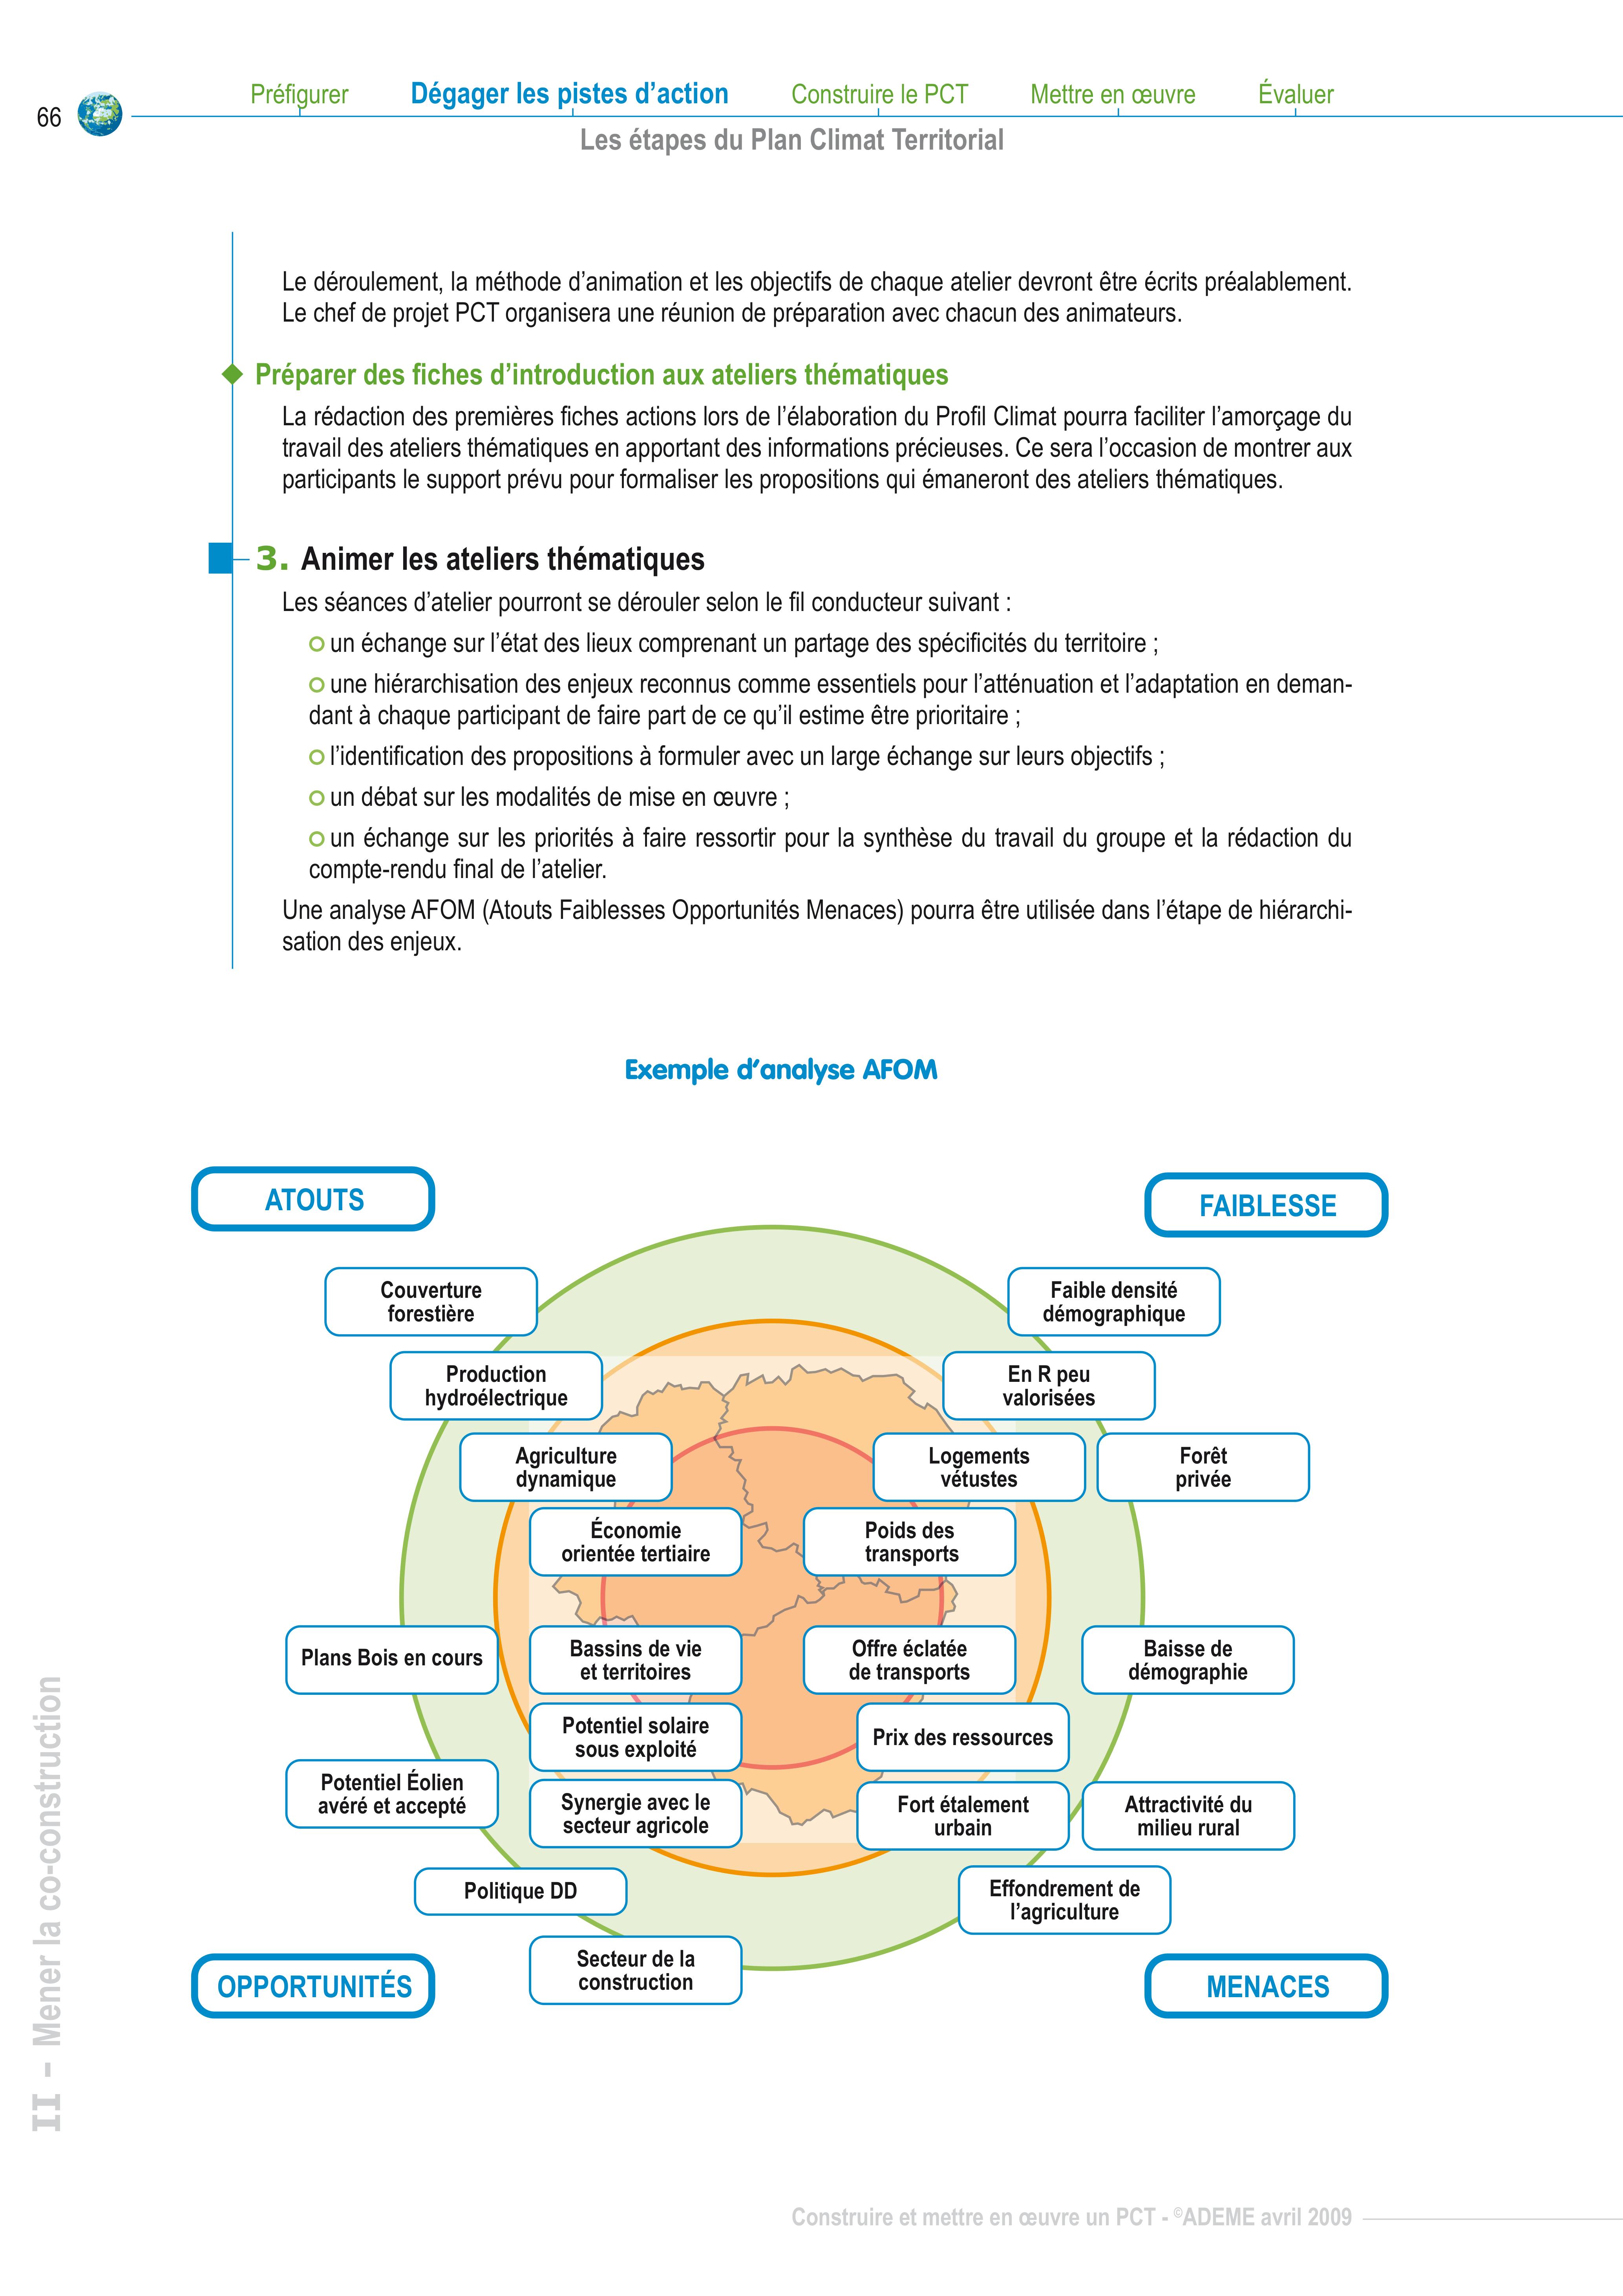 66
Préfigurer
Dégager les pistes d’action
Construire le PCT
Mettre en œuvre
Évaluer
Les étapes du Plan Climat Territorial
Le déroulement, la méthode d’animation et les objectifs de chaque atelier devront être écrits préalablement.
Le chef de projet PCT organisera une réunion de préparation avec chacun des animateurs.
Préparer des fiches d’introduction aux ateliers thématiques
La rédaction des premières fiches actions lors de l’élaboration du Profil Climat pourra faciliter l’amorçage du
travail des ateliers thématiques en apportant des informations précieuses. Ce sera l’occasion de montrer aux
participants le support prévu pour formaliser les propositions qui émaneront des ateliers thématiques.
3. Animer les ateliers thématiques
Les séances d’atelier pourront se dérouler selon le fil conducteur suivant :
un échange sur l’état des lieux comprenant un partage des spécificités du territoire ;
une hiérarchisation des enjeux reconnus comme essentiels pour l’atténuation et l’adaptation en deman-
dant à chaque participant de faire part de ce qu’il estime être prioritaire ;
l’identification des propositions à formuler avec un large échange sur leurs objectifs ;
un débat sur les modalités de mise en œuvre ;
un échange sur les priorités à faire ressortir pour la synthèse du travail du groupe et la rédaction du
compte-rendu final de l’atelier.
Une analyse AFOM (Atouts Faiblesses Opportunités Menaces) pourra être utilisée dans l’étape de hiérarchi-
sation des enjeux.
Exemple d’analyse AFOM
ATOUTS
FAIBLESSE
Couverture
forestière
Faible densité
démographique
Production
hydroélectrique
En R peu
valorisées
Agriculture
dynamique
Logements
vétustes
Forêt
privée
Économie
orientée tertiaire
Poids des
transports
Plans Bois en cours
Bassins de vie
et territoires
Offre éclatée
de transports
Baisse de
démographie
Potentiel solaire
sous exploité
Prix des ressources
Potentiel Éolien
avéré et accepté
Synergie avec le
secteur agricole
Fort étalement
urbain
Attractivité du
milieu rural
Politique DD
Effondrement de
l’agriculture
Secteur de la
construction
OPPORTUNITÉS
MENACES
II - Mener la co-construction
Construire et mettre en œuvre un PCT - ©ADEME avril 2009